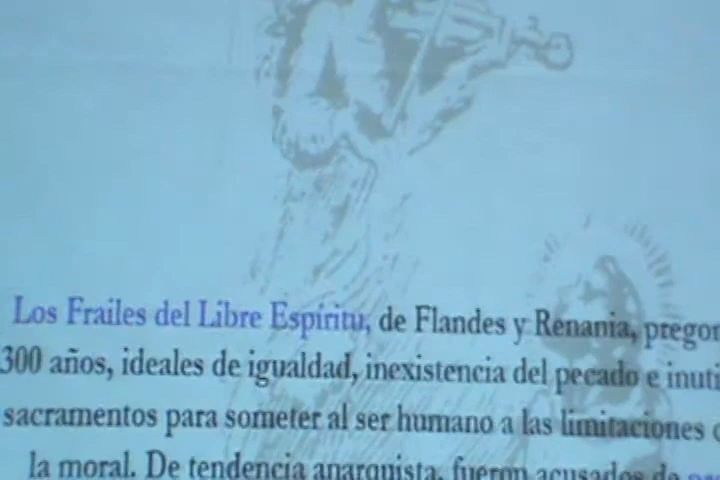 Los Frailes del Libre Espíritu, de Flandes y Renania, pregon
300 años, ideales de igualdad, inexistencia del pecado e inuti
sacramentos para someter al ser humano a las limitaciones
la moral. De tendencia anarquista, fueron acusados de